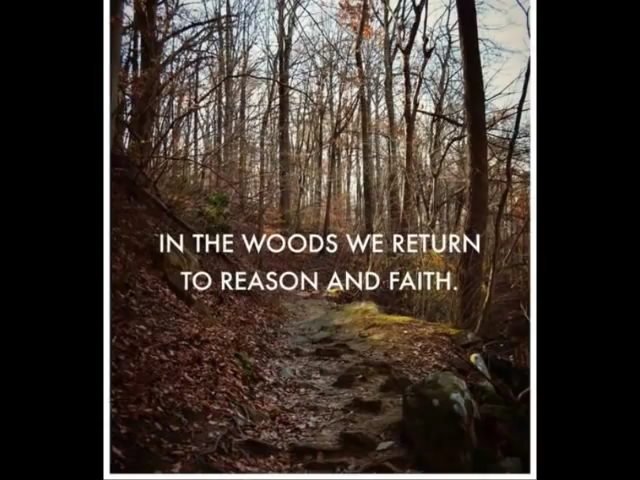 IN THE WOODS WE RETURN
TO REASON AND FAITH.